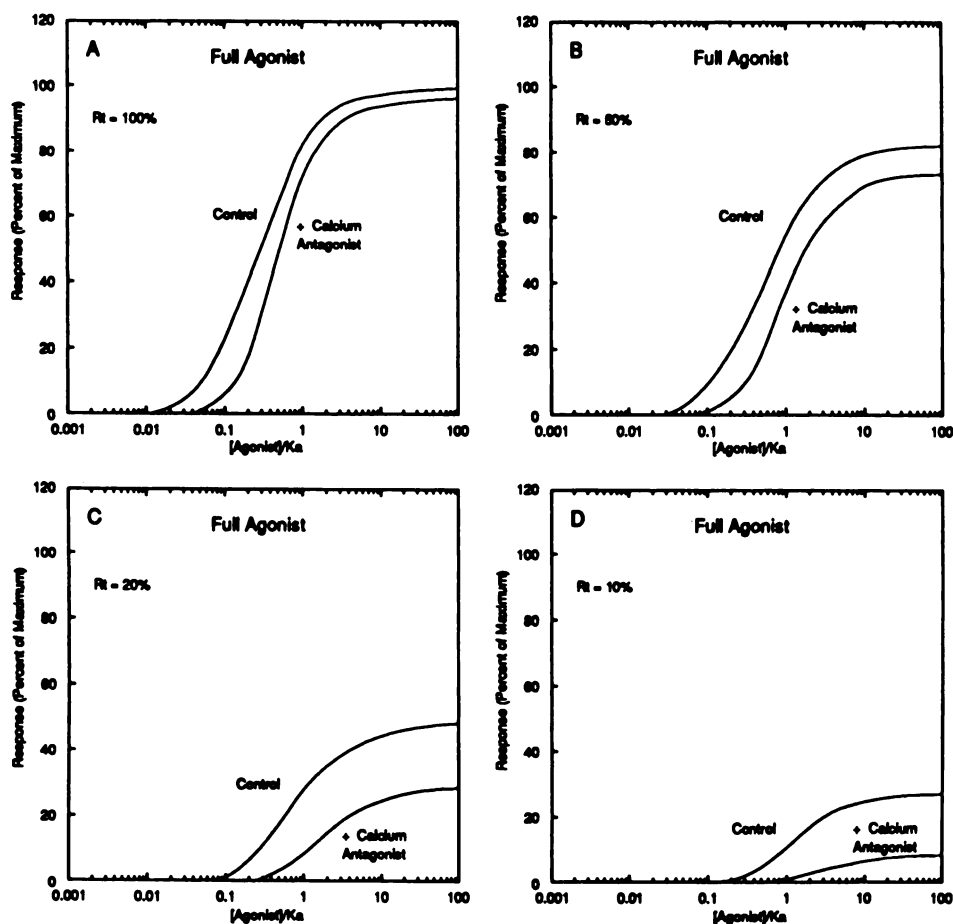 A
Full Agonist
Rt = 100%
Control
+ Calcium
Antagonist
Response (Percent of Maximum)
120
100
80
60
40
20
0
0.001 0.01 0.1 1 10 100
[Agonist]/Ka
B
Full Agonist
Rt =
Control
+ Calcium
Antagonist
Response (Percent of Maximum)
120
100
80
60
40
20
0
0.001 0.01 0.1 1 10 100
[Agonist]/Ka
C
Full Agonist
Rt = 20%
Control
+ Calcium
Antagonist
Response (Percent of Maximum)
120
100
80
60
40
20
0
0.001 0.01 0.1 1 10 100
[Agonist]/Ka
D
Full Agonist
Rt = 10%
Control
+ Calcium
Antagonist
Response (Percent of Maximum)
120
100
80
60
40
20
0
0.001 0.01 0.1 1 10 100
[Agonist]/Ka